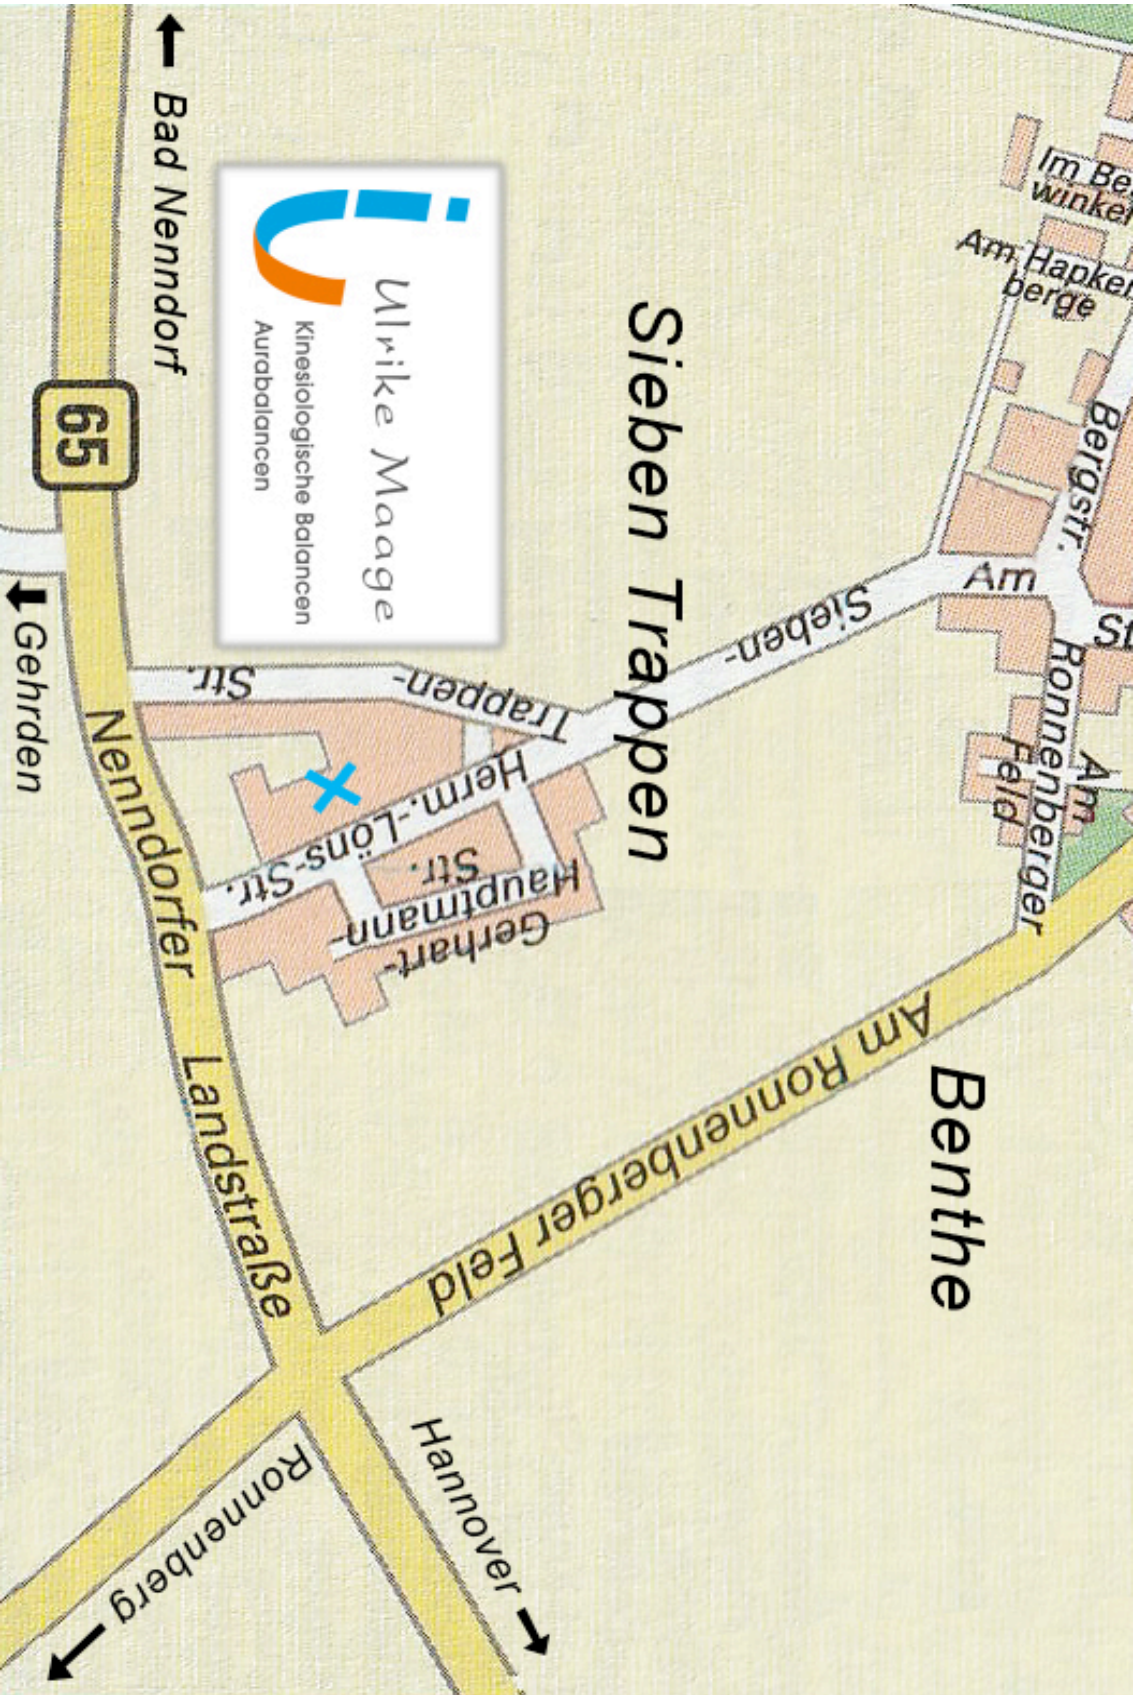 Im Be
winkel
Am Hapken
berge
Bergstr.
Am
St
Ronnenberger
Am
Feld
Sieben Trappen
Benthe
Sieben-
Trappen-
Str.
Herm.-Löns-Str.
Gerhart-
Hauptmann-
Str.
Am Ronnenberger Feld
Bad Nenndorf
65
Gehrden
Nenndorfer Landstraße
Hannover
Ronnenberg
Ulrike Maage
Kinesiologische Balancen
Aurabalancen